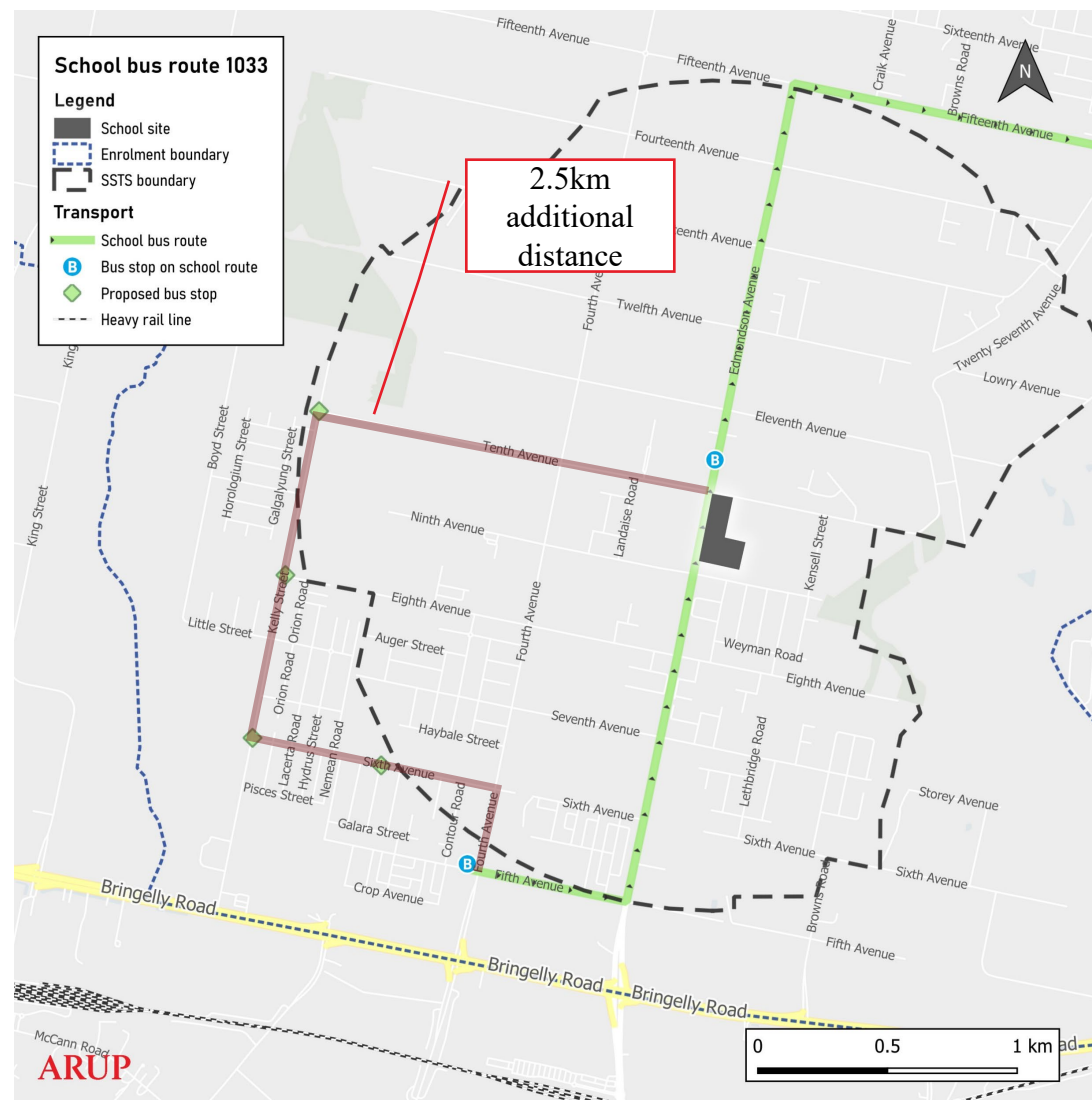 School bus route 1033
Legend
School site
Enrolment boundary
SSTS boundary
Transport
School bus route
B
Bus stop on school route
Proposed bus stop
Heavy rail line
Fifteenth Avenue
Fifteenth Avenue
Craik Avenue
Browns Road
Sixteenth Avenue
N
Fifteenth Avenue
Fourteenth Avenue
2.5km
additional
distance
eenth Avenue
Fourth Ave
Twelfth Avenue
Edmondson Avenue
Twenty Seventh Avenue
Lowry Avenue
King
Eleventh Avenue
Boyd Street
Horologium Street
Galgalyung Street
Tenth Avenue
B
King Street
Ninth Avenue
Landaise Road
Kensell Street
Kelly Street
Orion Road
Eighth Avenue
Fourth Avenue
Little Street
Auger Street
Weyman Road
Eighth Avenue
Orion Road
Lacerta Road
Hydrus Street
Nemean Road
Haybale Street
Seventh Avenue
Lethbridge Road
Pisces Street
Sixth Avenue
Sixth Avenue
Storey Avenue
Galara Street
Contour Road
Fourth Avenue
Sixth Avenue
Sixth Avenue
B
Fifth Avenue
Crop Avenue
Browns Road
Fifth Avenue
Bringelly Road
Bringelly Road
Bringelly Road
ad
McCann Road
ARUP
0 0.5 1 km